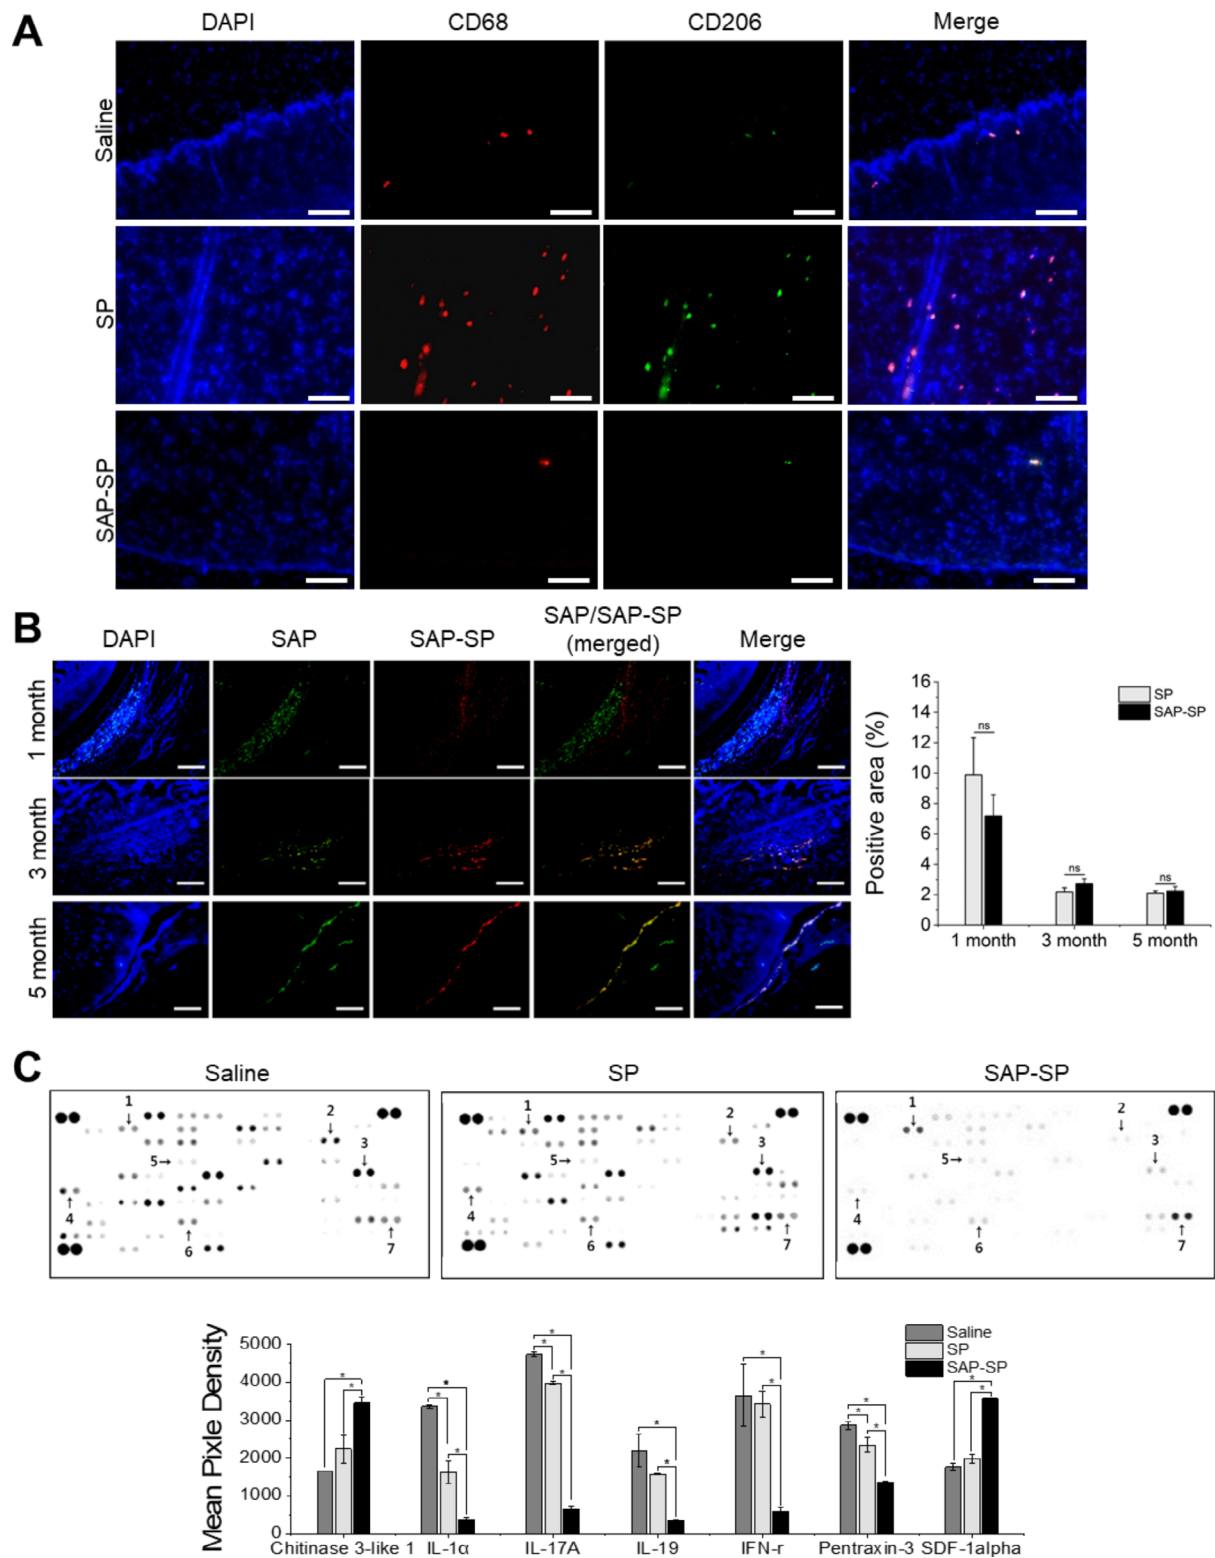 A
DAPI CD68 CD206 Merge
Saline
SP
SAP-SP
B
DAPI SAP SAP-SP SAP/SAP-SP (merged) Merge
1 month
3 month
5 month
Positive area (%)
16
14
12
10
8
6
4
2
0
SP
SAP-SP
ns
ns
ns
1 month 3 month 5 month
C
Saline SP SAP-SP
1 2 3 5 4 6 7
1 2 3 5 4 6 7
1 2 3 5 4 6 7
Mean Pixle Density
5000
4000
3000
2000
1000
0
Saline
SP
SAP-SP
* * * * * * * * * * * * * * * * *
Chitinase 3-like 1 IL-1α IL-17A IL-19 IFN-r Pentraxin-3 SDF-1alpha